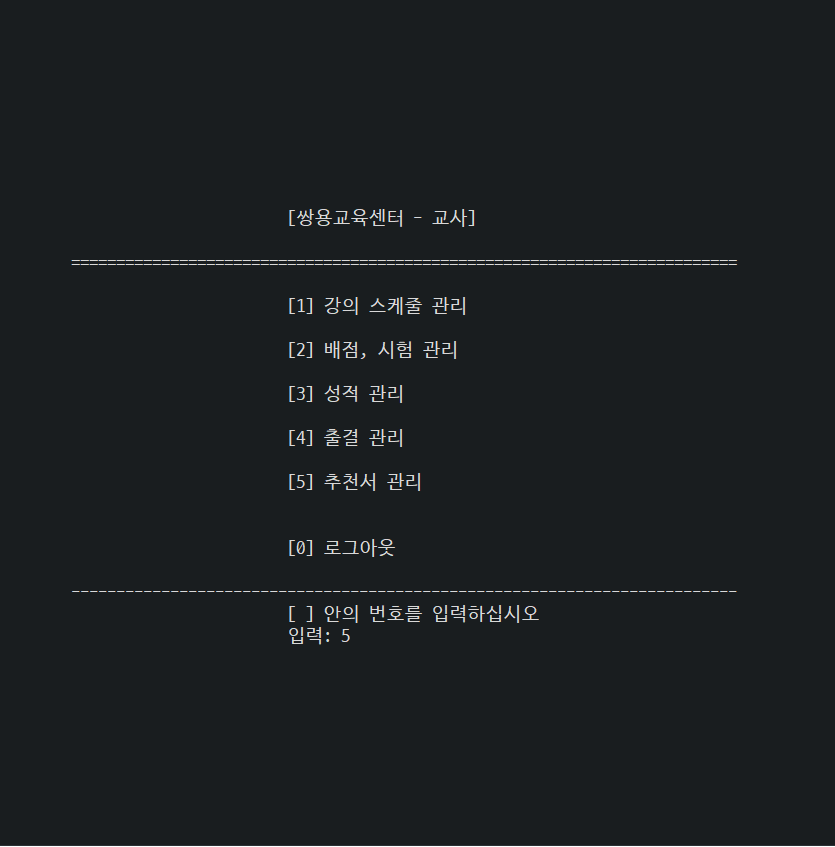 [쌍용교육센터 - 교사]
==========================================================================
[1] 강의 스케줄 관리
[2] 배점, 시험 관리
[3] 성적 관리
[4] 출결 관리
[5] 추천서 관리
[0] 로그아웃
--------------------------------------------------------------------------
[ ] 안의 번호를 입력하십시오
입력: 5